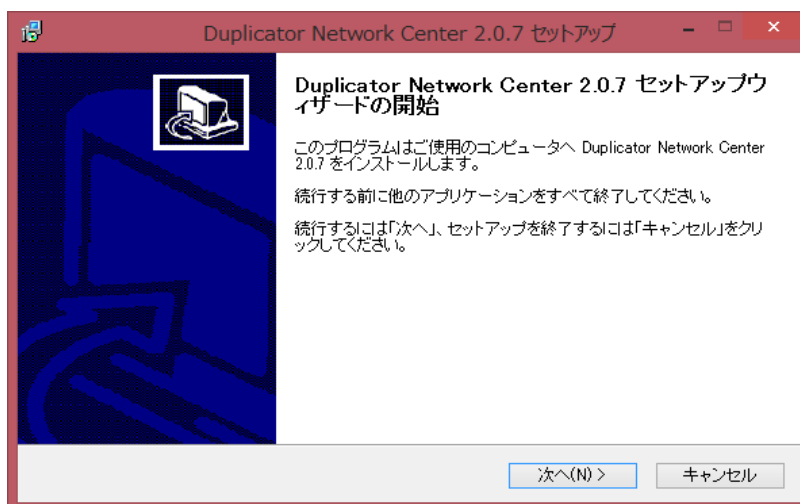 Duplicator Network Center 2.0.7 セットアップ
Duplicator Network Center 2.0.7 セットアップウ
ィザードの開始
このプログラムはご使用のコンピュータへ Duplicator Network Center
2.0.7 をインストールします。
続行する前に他のアプリケーションをすべて終了してください。
続行するには「次へ」、セットアップを終了するには「キャンセル」をクリ
ックしてください。
次へ(N) >
キャンセル